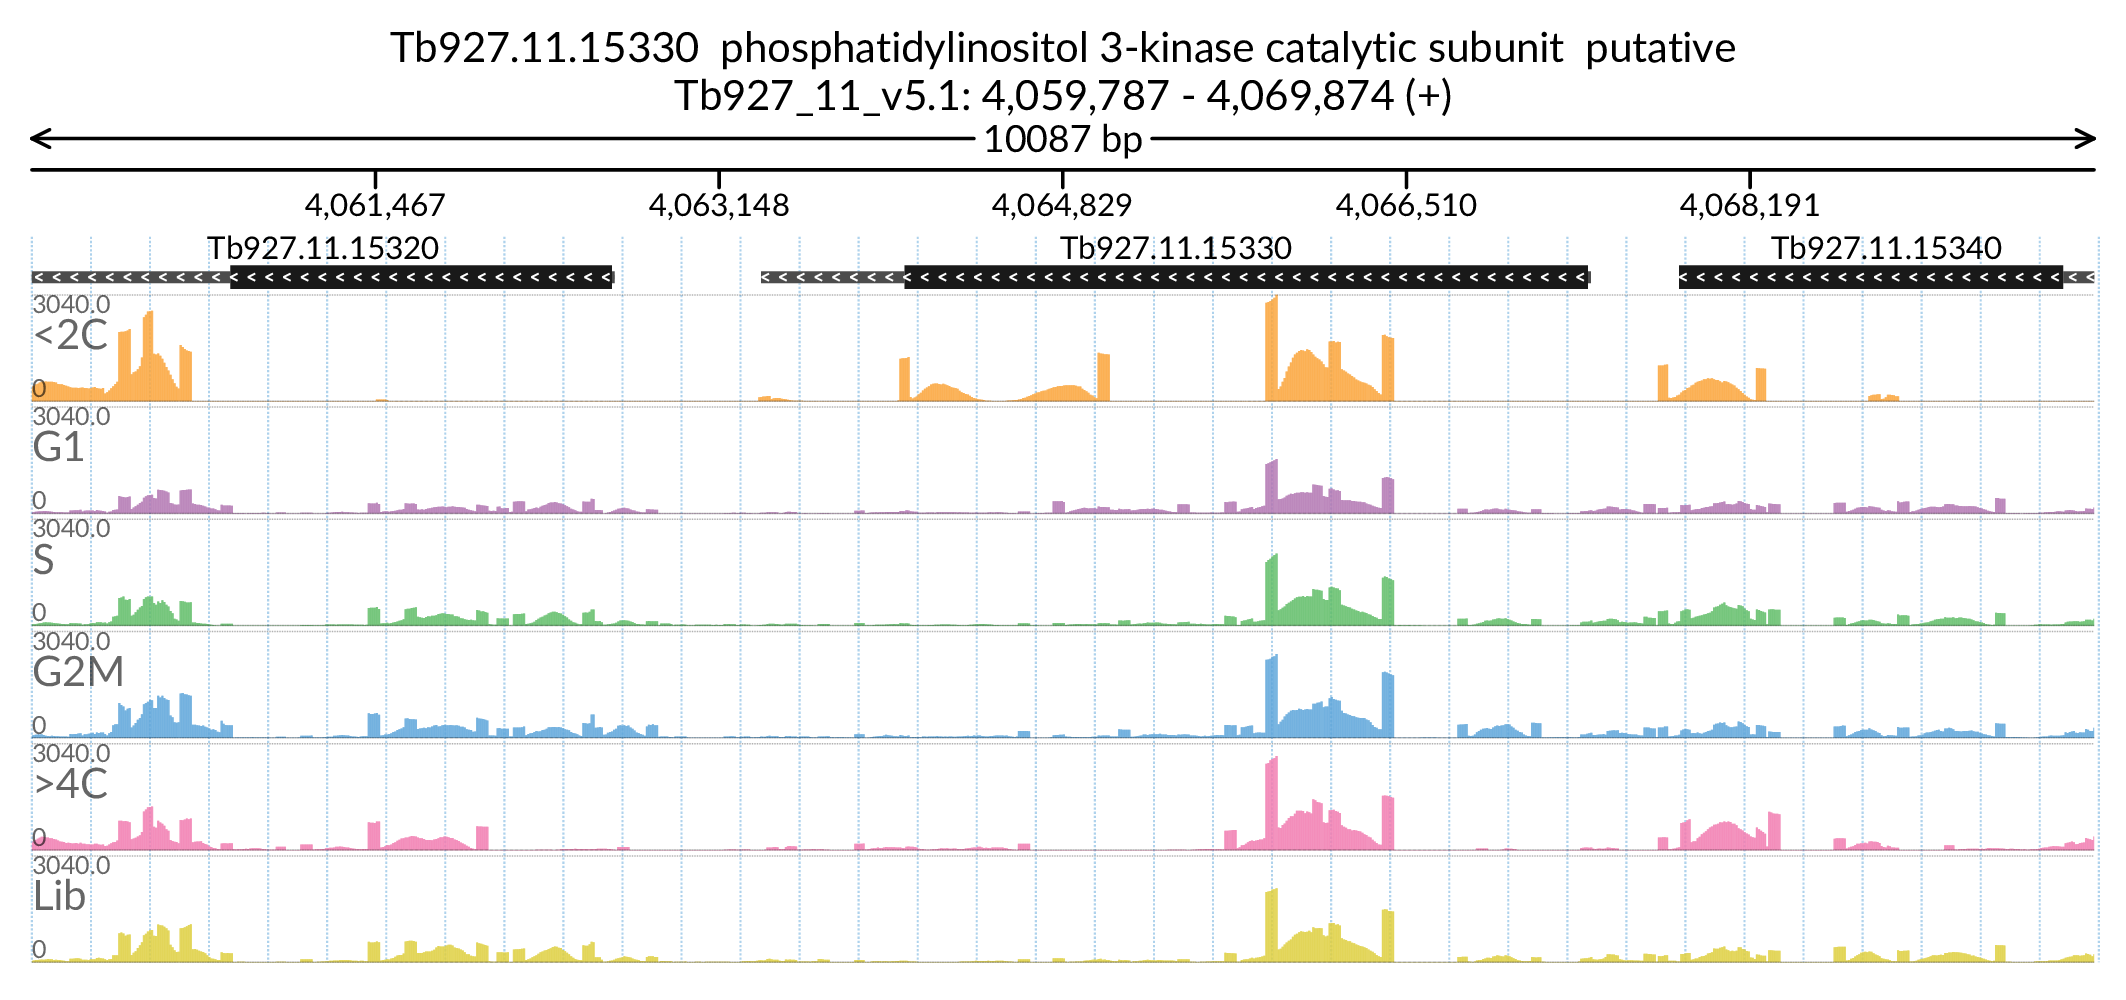 Tb927.11.15330 phosphatidylinositol 3-kinase catalytic subunit putative
Tb927_11_v5.1: 4,059,787 - 4,069,874 (+)
10087 bp
4,061,467 4,063,148 4,064,829 4,066,510 4,068,191
Tb927.11.15320 Tb927.11.15330 Tb927.11.15340
3040.0
<2C
0
3040.0
G1
0
3040.0
S
0
3040.0
G2M
0
3040.0
>4C
0
3040.0
Lib
0